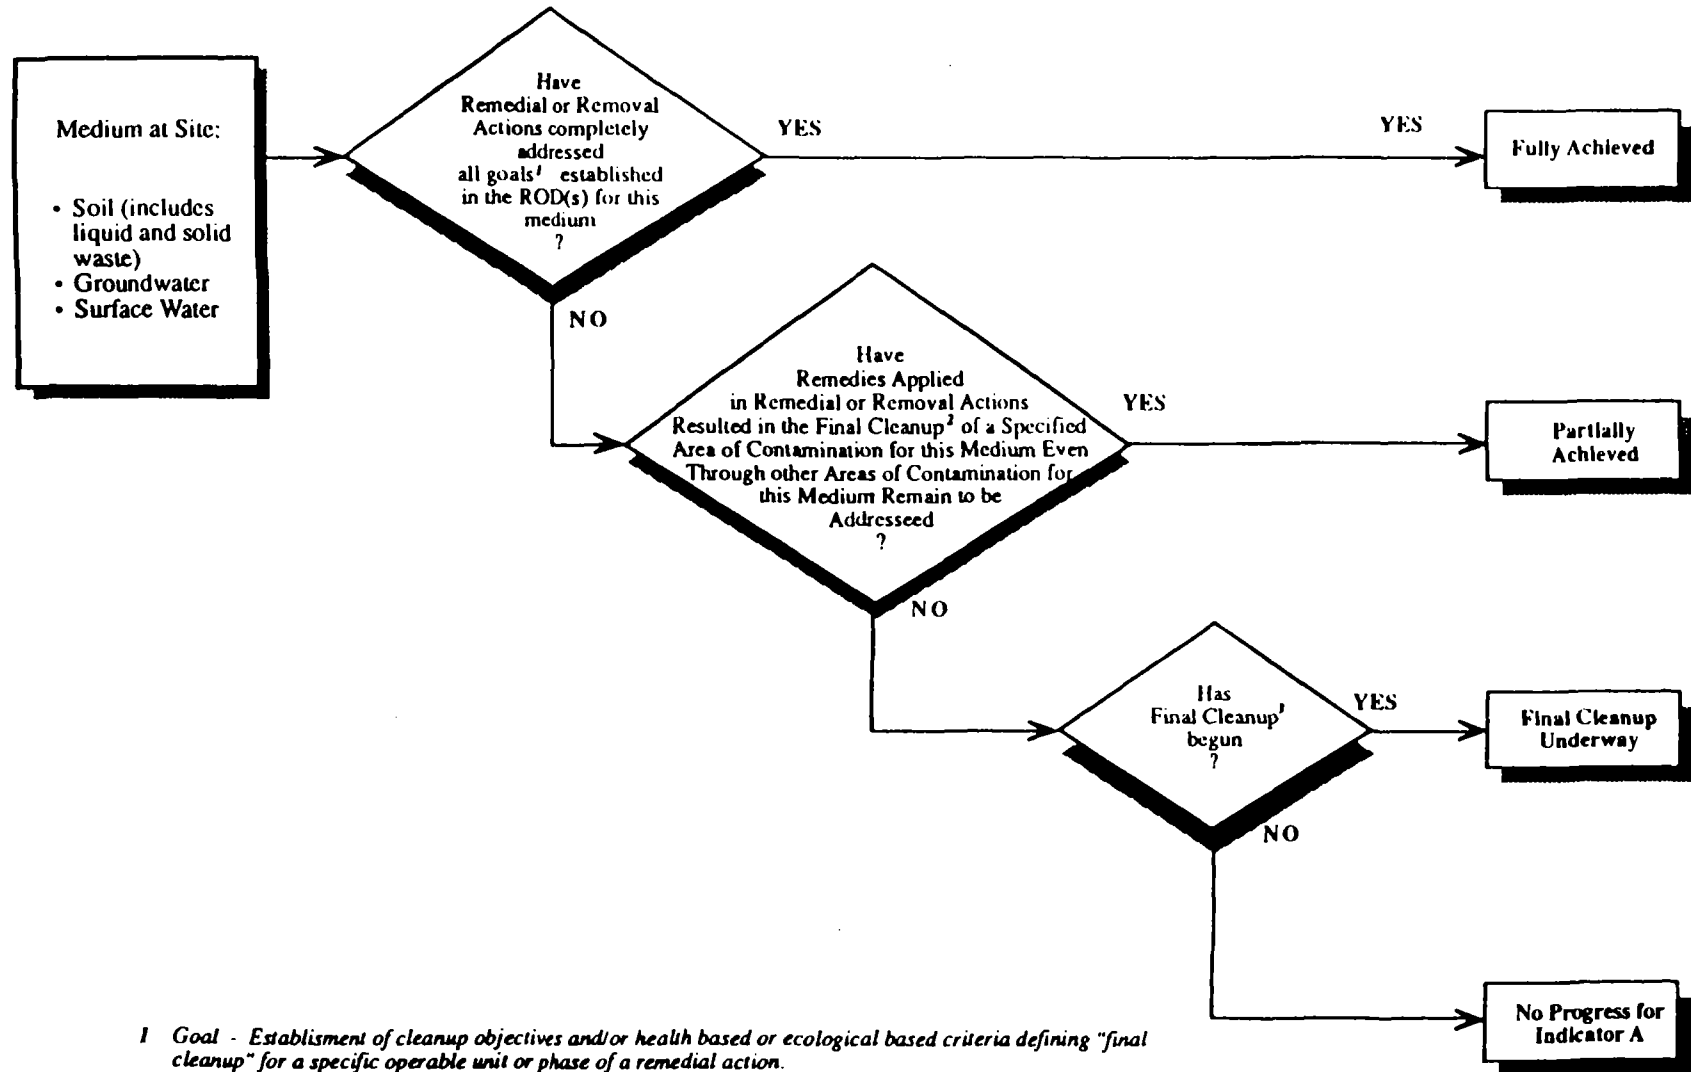 Medium at Site:
• Soil (includes
liquid and solid
waste)
• Groundwater
• Surface Water
Have
Remedial or Removal
Actions completely
addressed
all goals¹ established
in the ROD(s) for this
medium
?
YES
YES
Fully Achieved
NO
Have
Remedies Applied
in Remedial or Removal Actions
Resulted in the Final Cleanup² of a Specified
Area of Contamination for this Medium Even
Through other Areas of Contamination for
this Medium Remain to be
Addresseed
?
YES
Partially
Achieved
NO
Has
Final Cleanup
begun
?
YES
Final Cleanup
Underway
NO
No Progress for
Indicator A
1 Goal - Establisment of cleanup objectives and/or health based or ecological based criteria defining "final
cleanup" for a specific operable unit or phase of a remedial action.